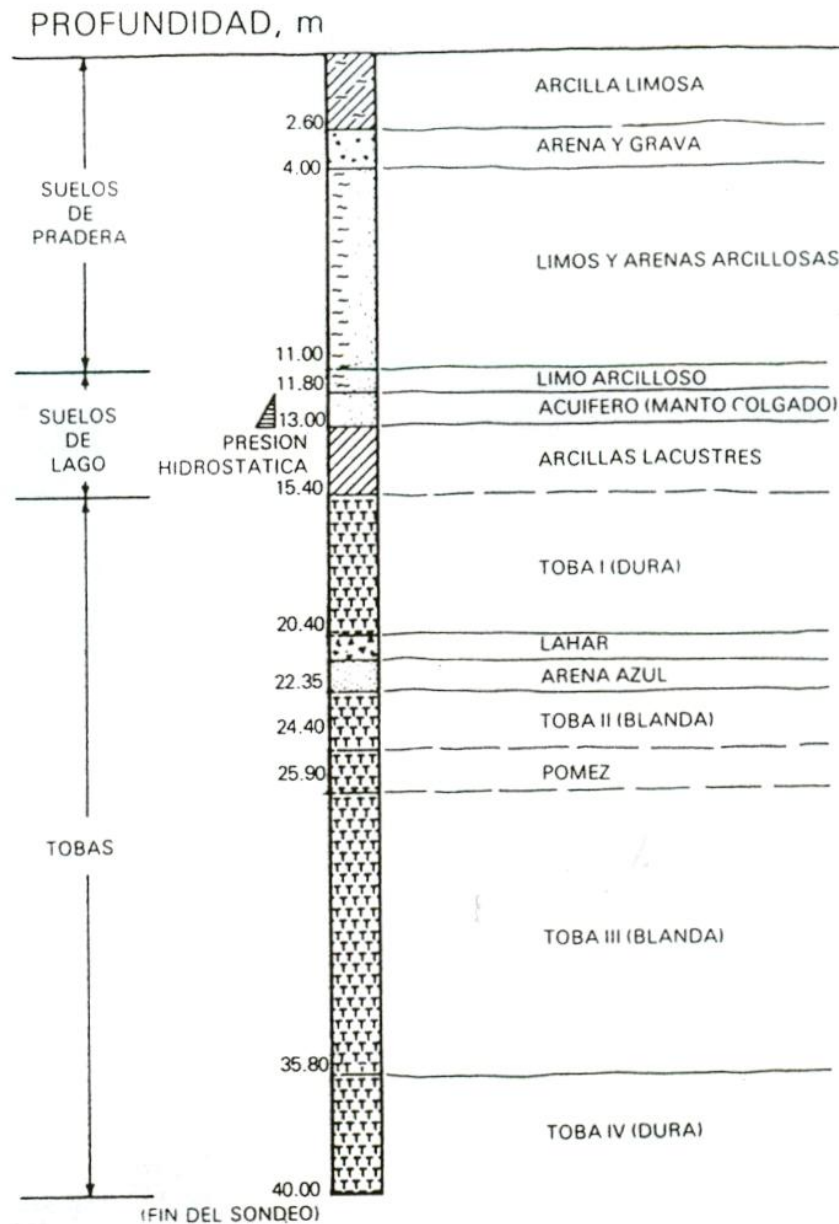 PROFUNDIDAD, m
ARCILLA LIMOSA
2.60
ARENA Y GRAVA
4.00
SUELOS
DE
PRADERA
LIMOS Y ARENAS ARCILLOSAS
11.00
LIMO ARCILLOSO
11.80
ACUIFERO (MANTO COLGADO)
13.00
SUELOS
DE
LAGO
PRESION
HIDROSTATICA
ARCILLAS LACUSTRES
15.40
TOBA I (DURA)
20.40
LAHAR
ARENA AZUL
22.35
TOBA II (BLANDA)
24.40
POMEZ
25.90
TOBAS
TOBA III (BLANDA)
35.80
TOBA IV (DURA)
40.00
(FIN DEL SONDEO)